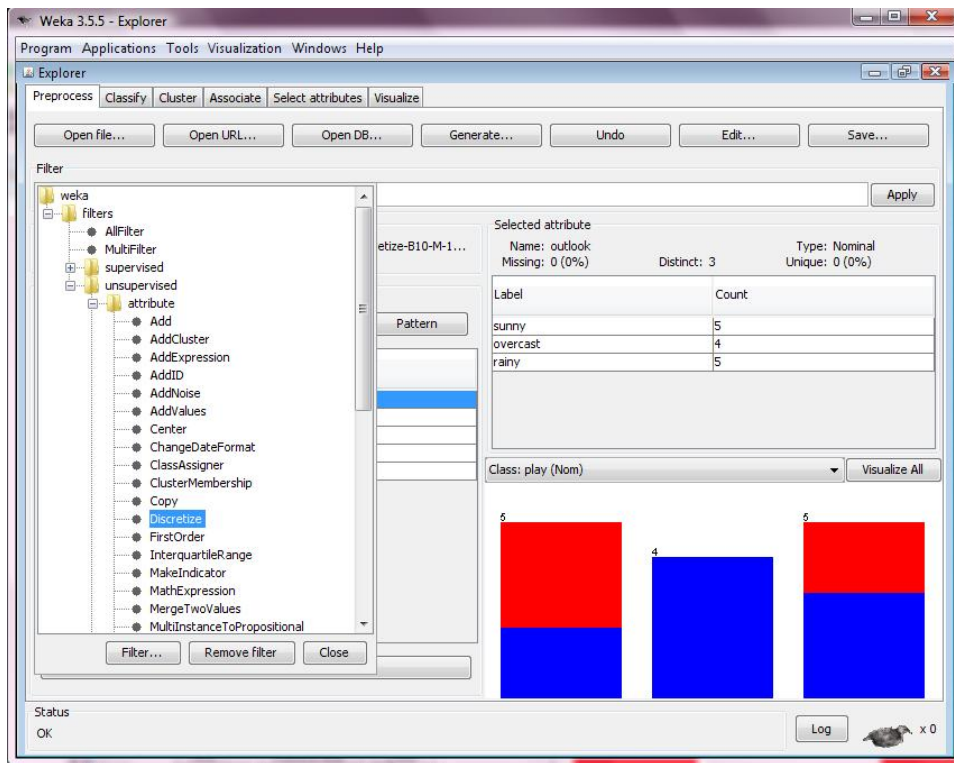 Weka 3.5.5 - Explorer
Program Applications Tools Visualization Windows Help
Explorer
Preprocess Classify Cluster Associate Select attributes Visualize
Open file... Open URL... Open DB... Generate... Undo Edit... Save...
Filter
Apply
weka
filters
AllFilter
MultiFilter
supervised
unsupervised
attribute
Add
AddCluster
AddExpression
AddID
AddNoise
AddValues
Center
ChangeDateFormat
ClassAssigner
ClusterMembership
Copy
Discretize
FirstOrder
InterquartileRange
MakeIndicator
MathExpression
MergeTwoValues
MultiInstanceToPropositional
Filter... Remove filter Close
etize-B10-M-1...
Pattern
Selected attribute
Name: outlook Type: Nominal
Missing: 0 (0%) Distinct: 3 Unique: 0 (0%)
Label Count
sunny 5
overcast 4
rainy 5
Class: play (Nom) Visualize All
5 4 5
Status
OK
Log x 0